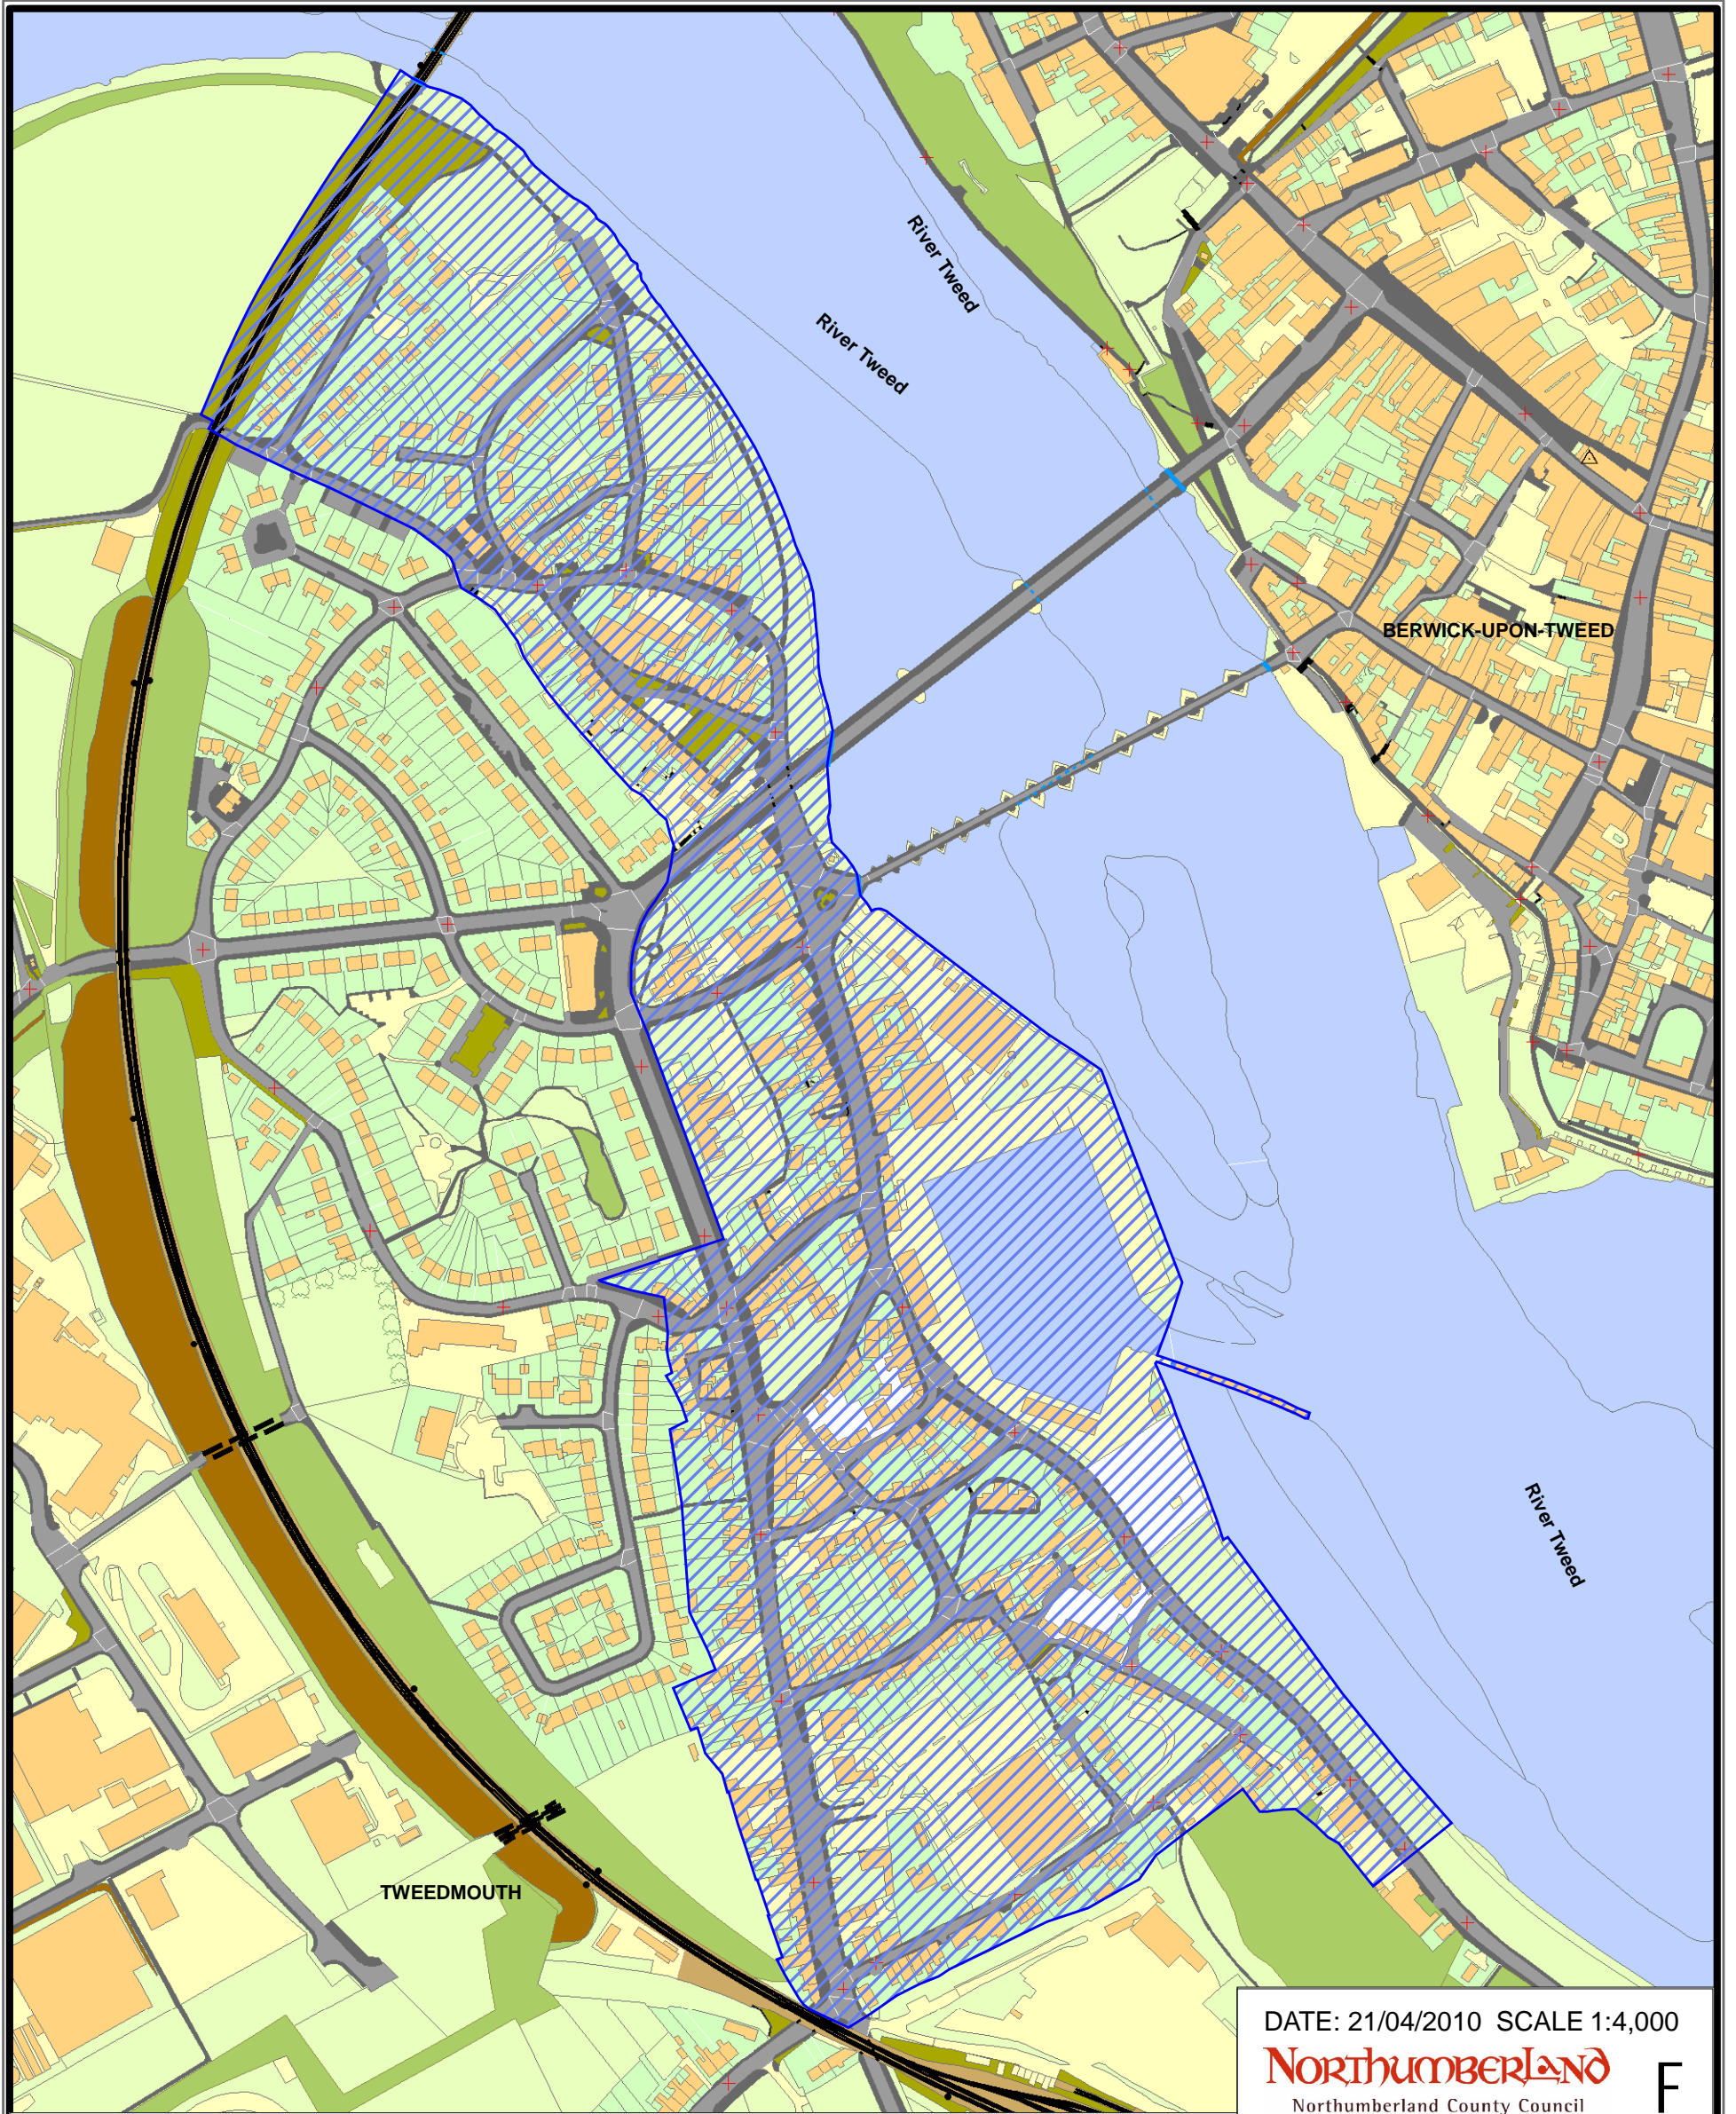 River Tweed
River Tweed
BERWICK-UPON-TWEED
River Tweed
TWEEDMOUTH
DATE: 21/04/2010 SCALE 1:4,000
NORTHUMBERLAND
Northumberland County Council
F